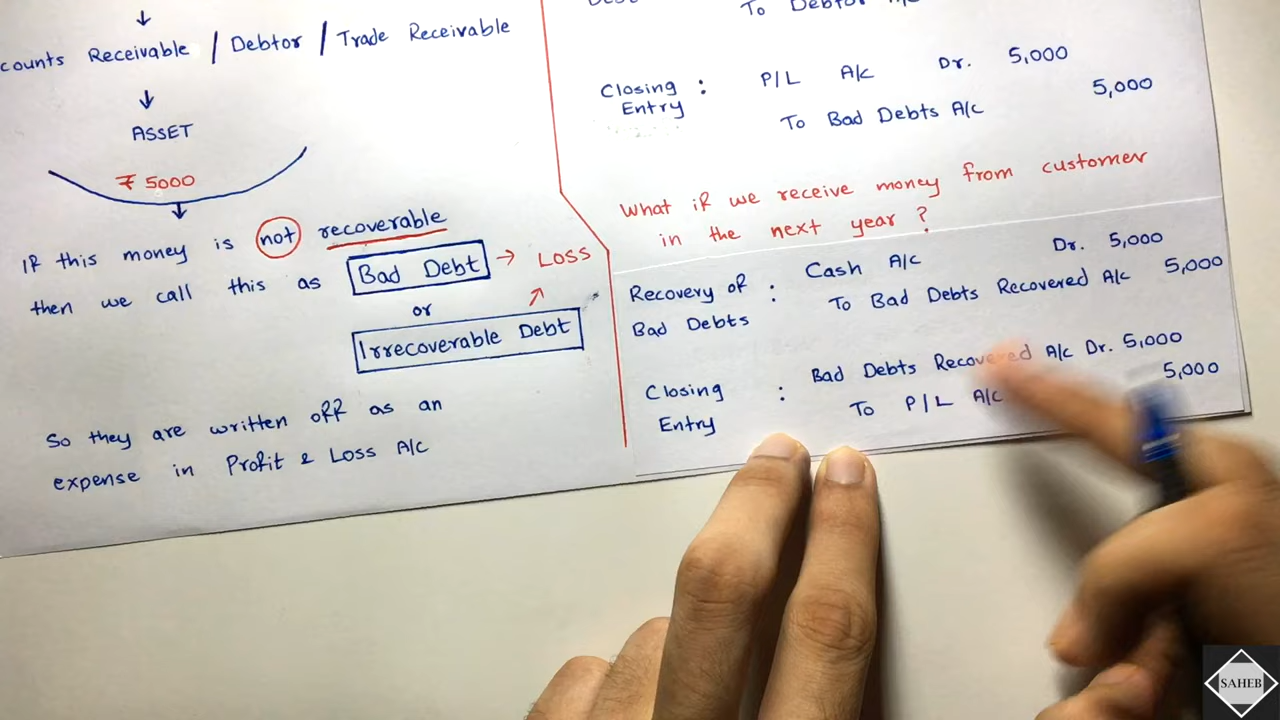 counts Receivable / Debtor / Trade Receivable
ASSET
₹ 5000
If this money is not recoverable
then we call this as Bad Debt → LOSS
or
Irrecoverable Debt
So they are written off as an
expense in Profit & Loss A/c
To Debtor A/c
Closing Entry : P/L A/c Dr. 5,000
To Bad Debts A/c 5,000
What if we receive money from customer
in the next year ?
Recovery of Bad Debts : Cash A/c Dr. 5,000
To Bad Debts Recovered A/c 5,000
Closing Entry : Bad Debts Recovered A/c Dr. 5,000
To P/L A/c 5,000
SAHEB